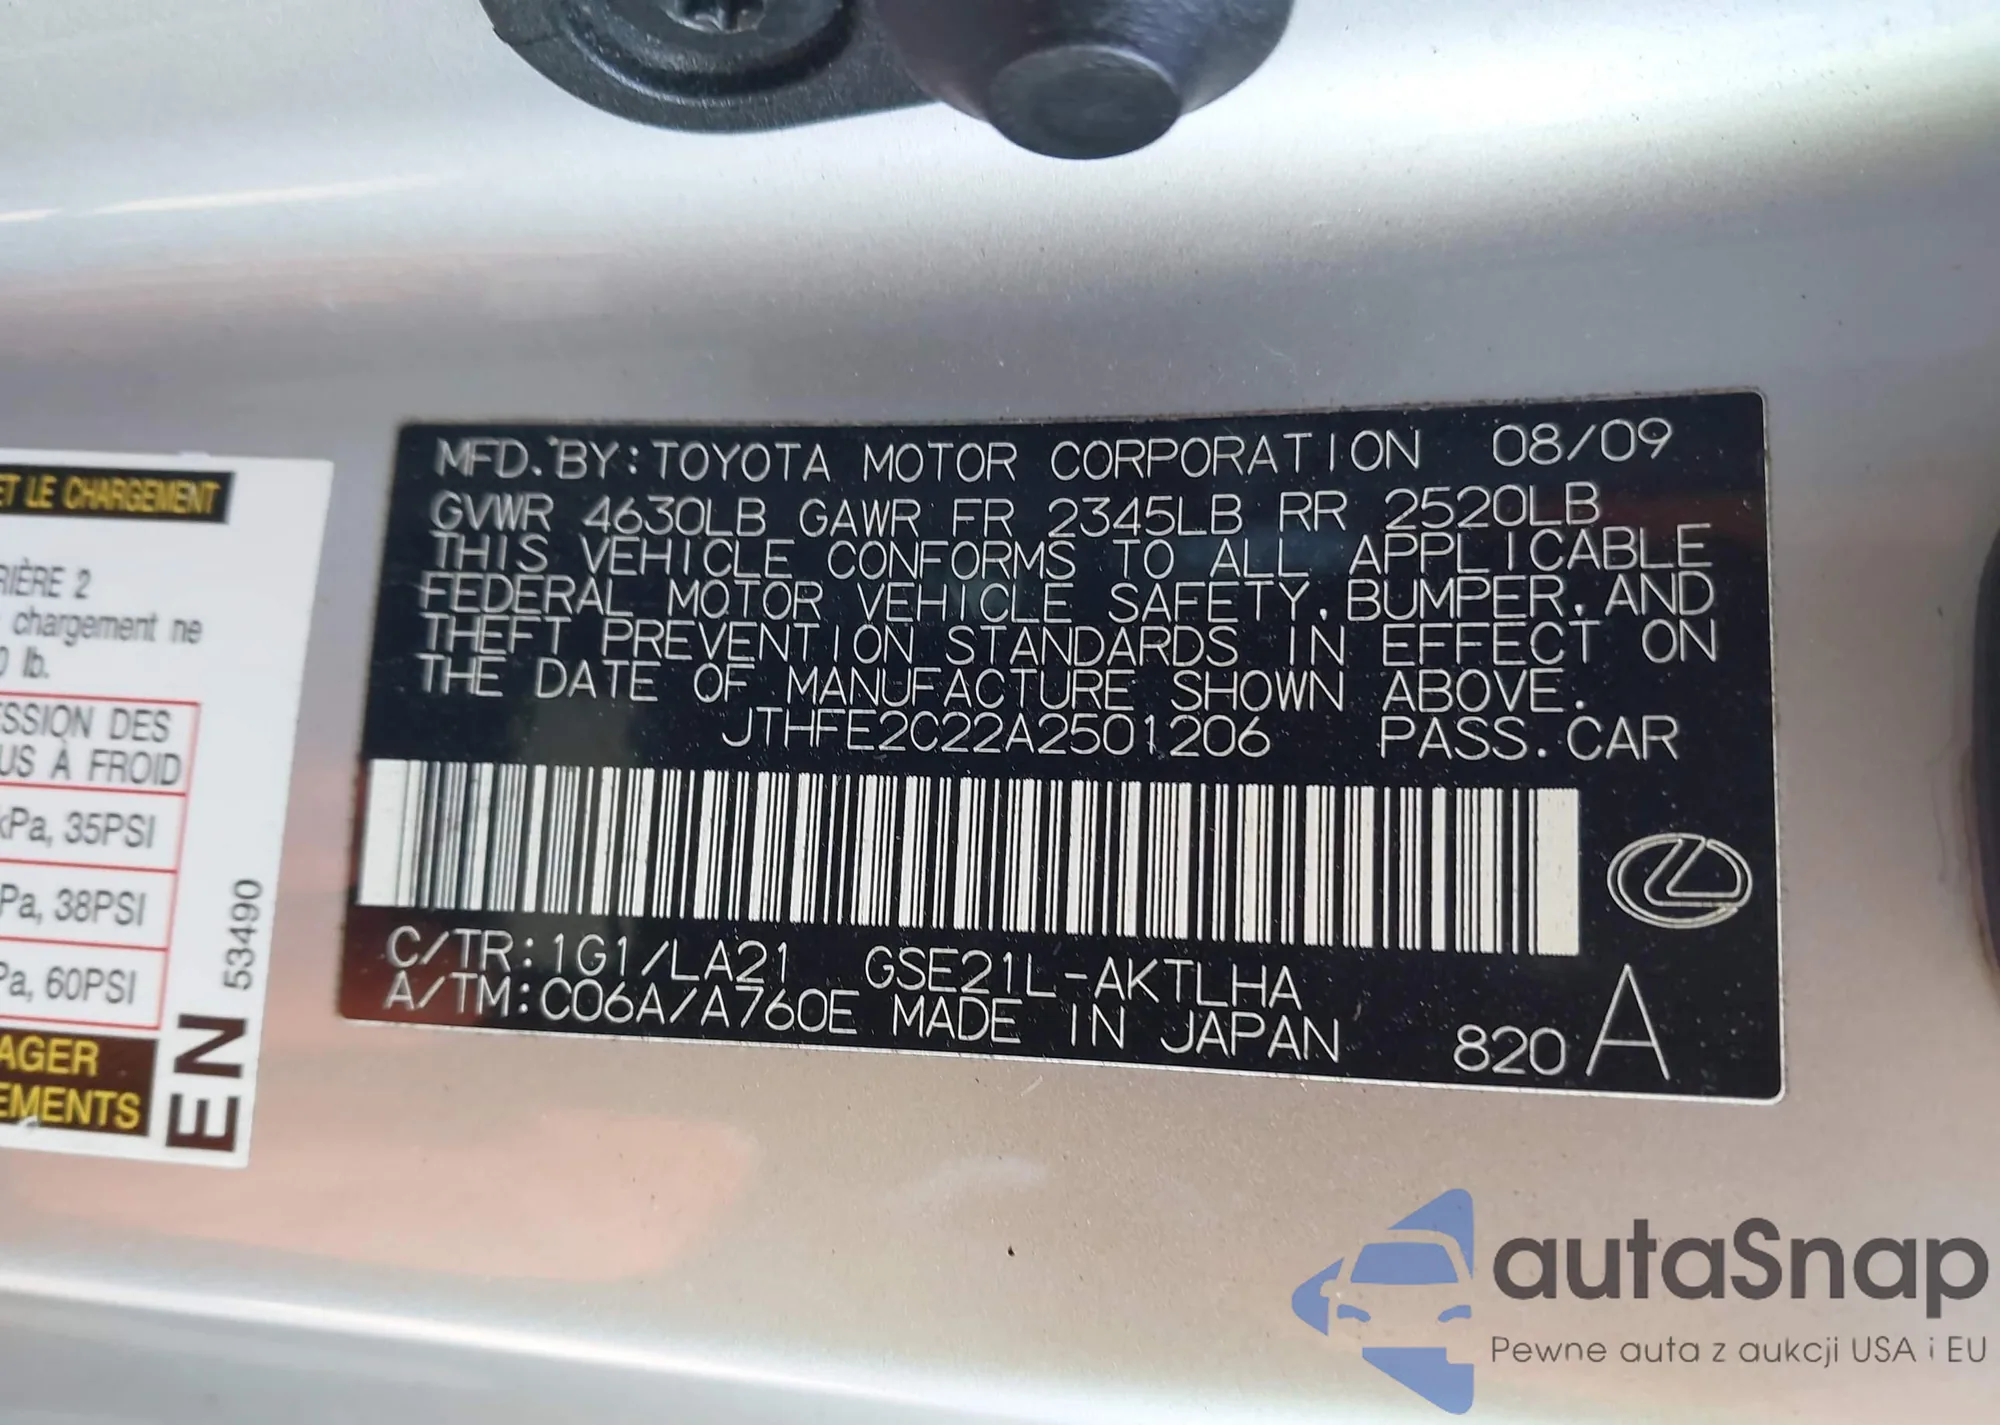 MFD. BY: TOYOTA MOTOR CORPORATION 08/09
GVWR 4630LB GAWR FR 2345LB RR 2520LB
THIS VEHICLE CONFORMS TO ALL APPLICABLE
FEDERAL MOTOR VEHICLE SAFETY, BUMPER, AND
THEFT PREVENTION STANDARDS IN EFFECT ON
THE DATE OF MANUFACTURE SHOWN ABOVE.
JTHFE2C22A2501206 PASS. CAR
C/TR: 1G1/LA21 GSE21L-AKTLHA
A/TM: C06A/A760E MADE IN JAPAN 820 A
ET LE CHARGEMENT
RIÈRE 2
chargement ne
0 lb.
ESSION DES
US À FROID
kPa, 35PSI
Pa, 38PSI
Pa, 60PSI
AGER
EMENTS
EN 53490
autaSnap
Pewne auta z aukcji USA i EU